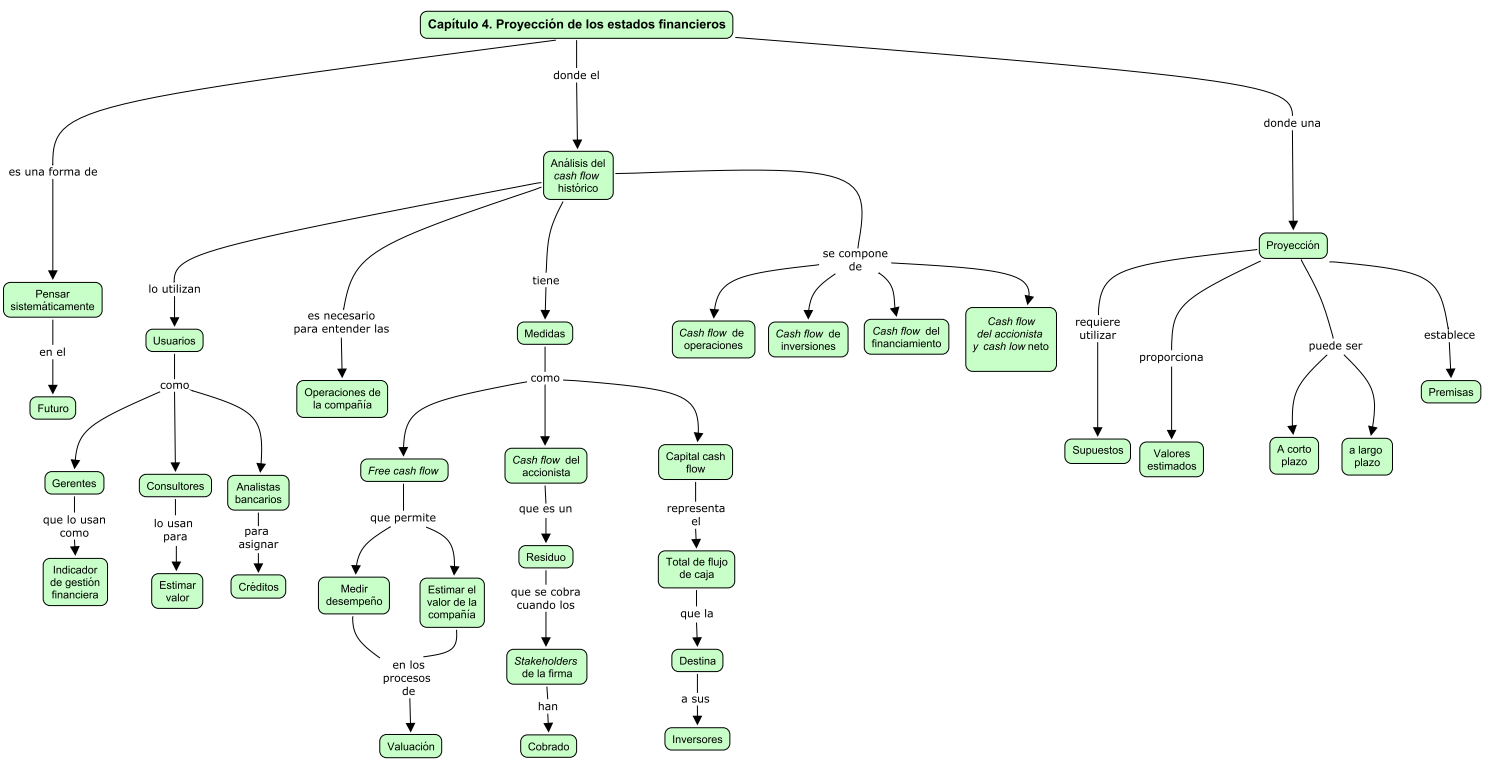 Capítulo 4. Proyección de los estados financieros
donde el
donde una
es una forma de
Análisis del
cash flow
histórico
Pensar
sistemáticamente
en el
Futuro
lo utilizan
Usuarios
como
Gerentes
que lo usan
como
Indicador
de gestión
financiera
Consultores
lo usan
para
Estimar
valor
Analistas
bancarios
para
asignar
Créditos
es necesario
para entender las
Operaciones de
la compañía
tiene
Medidas
como
Free cash flow
que permite
Medir
desempeño
Estimar el
valor de la
compañía
en los
procesos
de
Valuación
Cash flow del
accionista
que es un
Residuo
que se cobra
cuando los
Stakeholders
de la firma
han
Cobrado
Capital cash
flow
representa
el
Total de flujo
de caja
que la
Destina
a sus
Inversores
se compone
de
Cash flow de
operaciones
Cash flow de
inversiones
Cash flow del
financiamiento
Cash flow
del accionista
y cash low neto
Proyección
requiere
utilizar
Supuestos
proporciona
Valores
estimados
puede ser
A corto
plazo
a largo
plazo
establece
Premisas